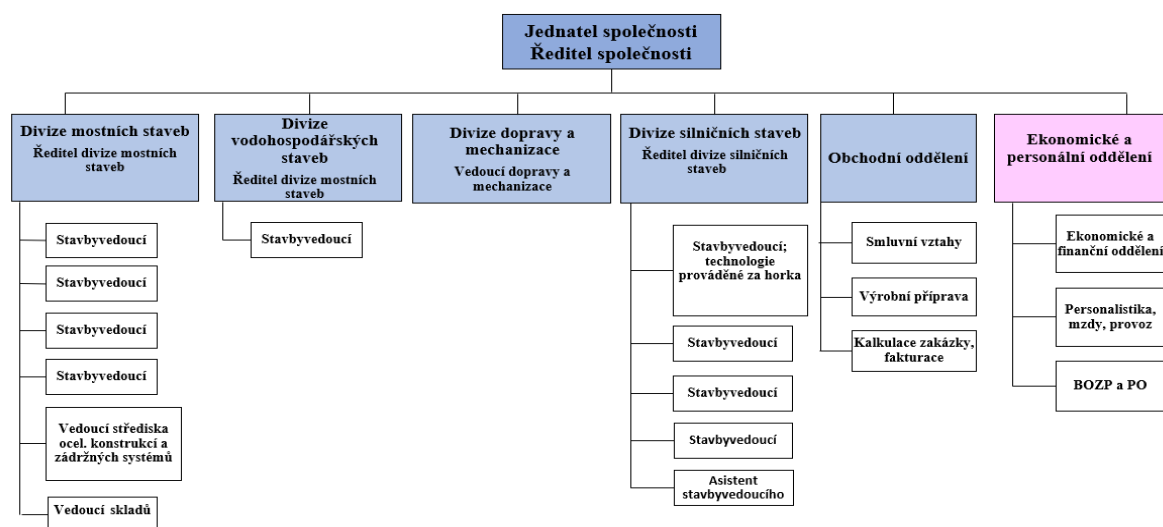 Jednatel společnosti
Ředitel společnosti
Divize mostních staveb
Ředitel divize mostních
staveb
Stavbyvedoucí
Stavbyvedoucí
Stavbyvedoucí
Stavbyvedoucí
Vedoucí střediska
ocel. konstrukcí a
zádržných systémů
Vedoucí skladů
Divize
vodohospodářských
staveb
Ředitel divize mostních
staveb
Stavbyvedoucí
Divize dopravy a
mechanizace
Vedoucí dopravy a
mechanizace
Divize silničních staveb
Ředitel divize silničních
staveb
Stavbyvedoucí;
technologie
prováděné za horka
Stavbyvedoucí
Stavbyvedoucí
Stavbyvedoucí
Asistent
stavbyvedoucího
Obchodní oddělení
Smluvní vztahy
Výrobní příprava
Kalkulace zakázky,
fakturace
Ekonomické a
personální oddělení
Ekonomické a
finanční oddělení
Personalistika,
mzdy, provoz
BOZP a PO